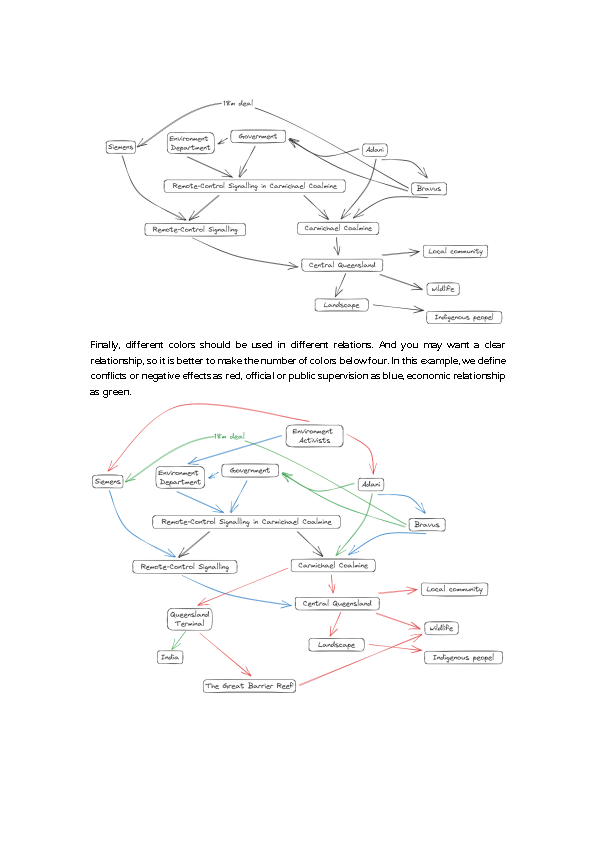 18m deal
Siemens
Environment
Department
Government
Adani
Bravus
Remote-Control Signalling in Carmichael Coalmine
Remote-Control Signalling
Carmichael Coalmine
Central Queensland
Local community
wildlife
Landscape
Indigenous peopel
Finally, different colors should be used in different relations. And you may want a clear
relationship, so it is better to make the number of colors below four. In this example, we define
conflicts or negative effects as red, official or public supervision as blue, economic relationship
as green.
Environment
Activists
18m deal
Siemens
Environment
Department
Government
Adani
Bravus
Remote-Control Signalling in Carmichael Coalmine
Remote-Control Signalling
Carmichael Coalmine
Central Queensland
Local community
Queensland
Terminal
wildlife
Landscape
India
Indigenous peopel
The Great Barrier Reef